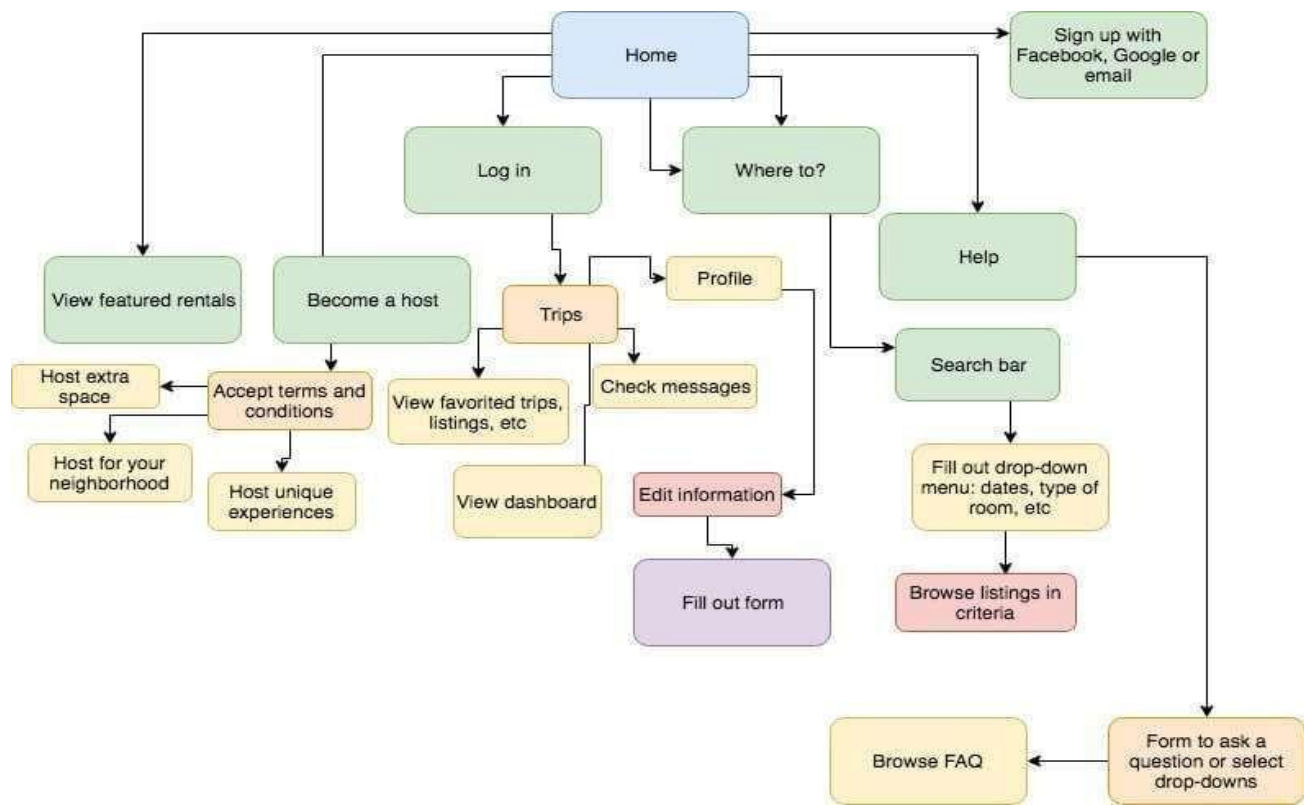 Home
Sign up with
Facebook, Google or
email
Log in
Where to?
Help
View featured rentals
Become a host
Profile
Trips
Search bar
Host extra
space
Accept terms and
conditions
View favorited trips,
listings, etc
Check messages
Host for your
neighborhood
Host unique
experiences
View dashboard
Edit information
Fill out drop-down
menu: dates, type of
room, etc
Fill out form
Browse listings in
criteria
Browse FAQ
Form to ask a
question or select
drop-downs